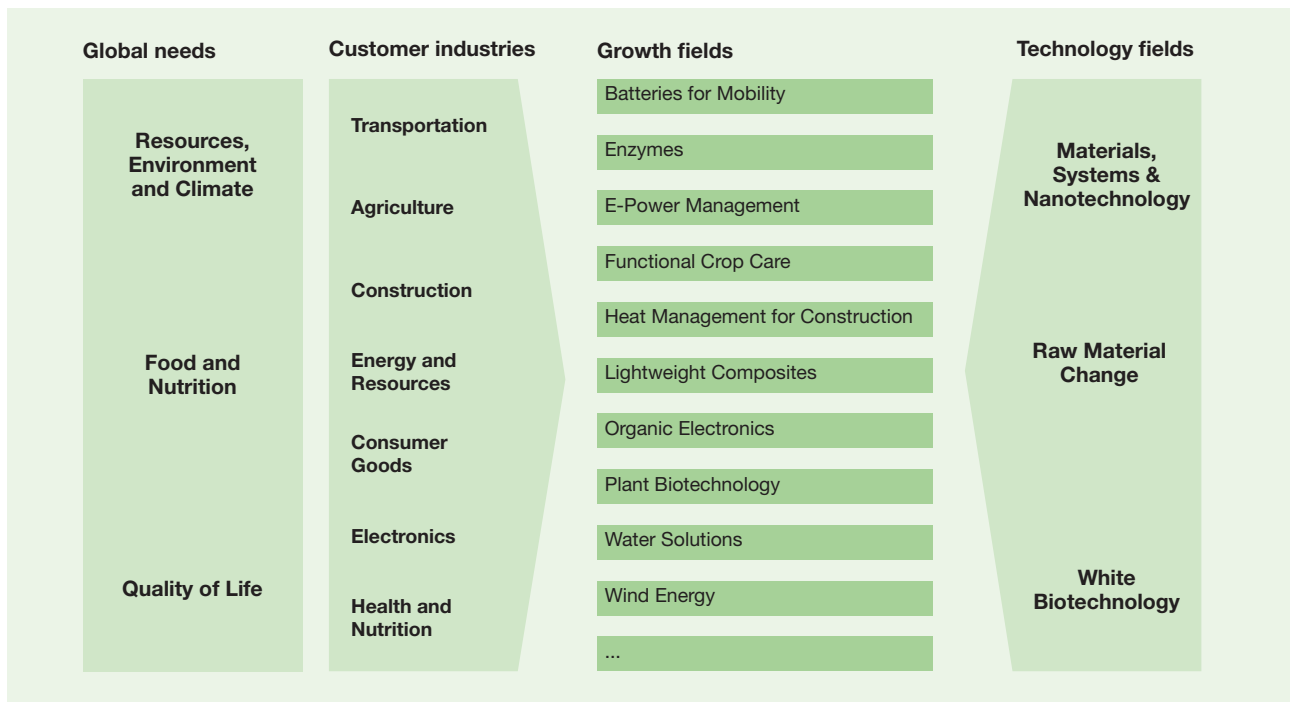 Global needs
Resources,
Environment
and Climate
Food and
Nutrition
Quality of Life
Customer industries
Transportation
Agriculture
Construction
Energy and
Resources
Consumer
Goods
Electronics
Health and
Nutrition
Growth fields
Batteries for Mobility
Enzymes
E-Power Management
Functional Crop Care
Heat Management for Construction
Lightweight Composites
Organic Electronics
Plant Biotechnology
Water Solutions
Wind Energy
...
Technology fields
Materials,
Systems &
Nanotechnology
Raw Material
Change
White
Biotechnology